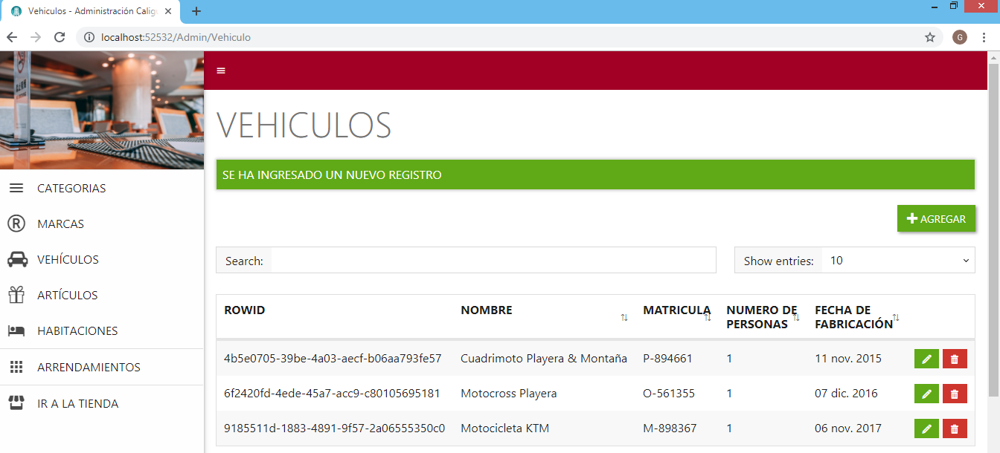 Vehiculos - Administración Calig
localhost:52532/Admin/Vehiculo
G
VEHICULOS
SE HA INGRESADO UN NUEVO REGISTRO
AGREGAR
Search:
Show entries: 10
CATEGORIAS
MARCAS
VEHÍCULOS
ARTÍCULOS
HABITACIONES
ARRENDAMIENTOS
IR A LA TIENDA
ROWID NOMBRE MATRICULA NUMERO DE PERSONAS FECHA DE FABRICACIÓN
4b5e0705-39be-4a03-aecf-b06aa793fe57 Cuadrimoto Playera & Montaña P-894661 1 11 nov. 2015
6f2420fd-4ede-45a7-acc9-c80105695181 Motocross Playera O-561355 1 07 dic. 2016
9185511d-1883-4891-9f57-2a06555350c0 Motocicleta KTM M-898367 1 06 nov. 2017